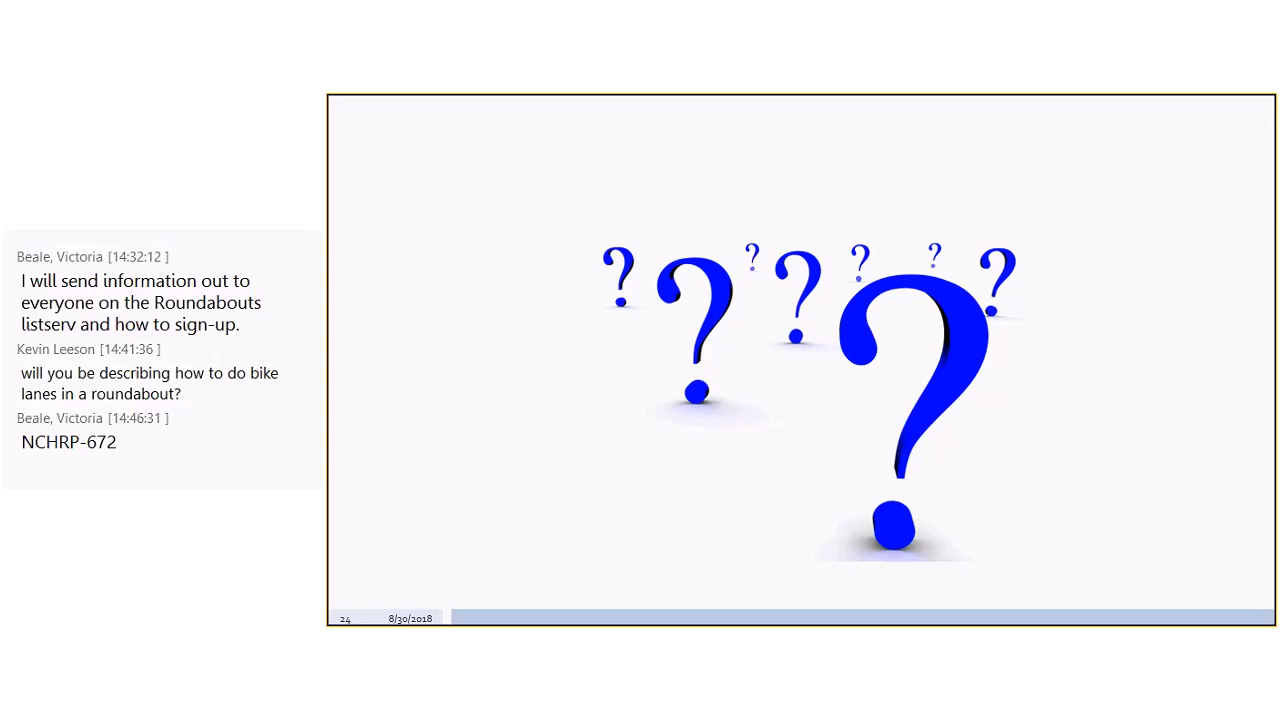 Beale, Victoria [14:32:12 ]
I will send information out to
everyone on the Roundabouts
listserv and how to sign-up.
Kevin Leeson [14:41:36 ]
will you be describing how to do bike
lanes in a roundabout?
Beale, Victoria [14:46:31 ]
NCHRP-672
? ? ? ? ? ? ? ?
24 8/30/2018